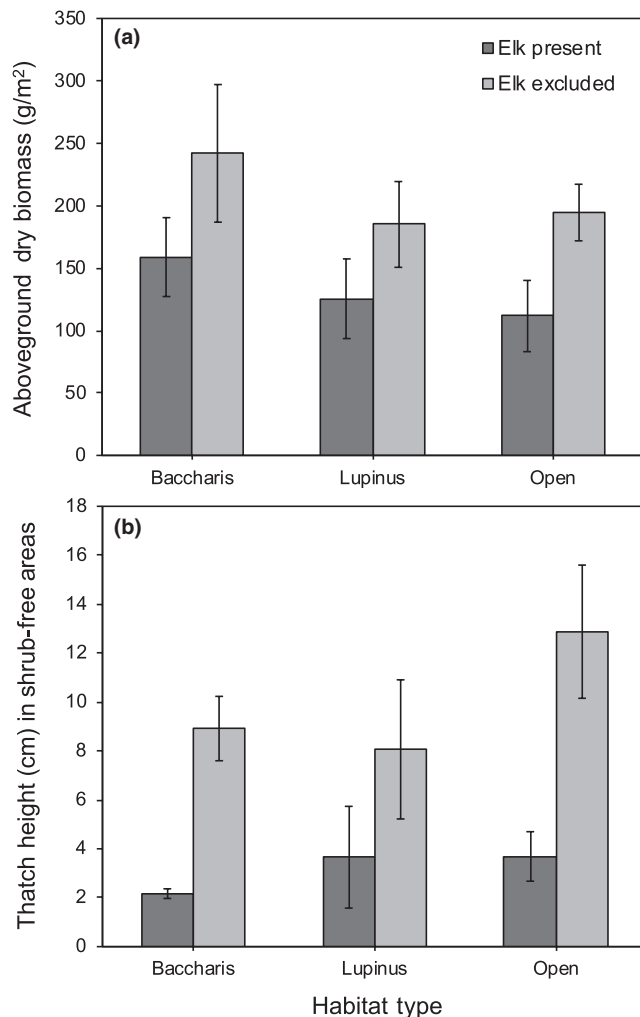 (a)
Elk present
Elk excluded
Aboveground dry biomass (g/m²)
350
300
250
200
150
100
50
0
Baccharis Lupinus Open
(b)
Thatch height (cm) in shrub-free areas
18
16
14
12
10
8
6
4
2
0
Baccharis Lupinus Open
Habitat type